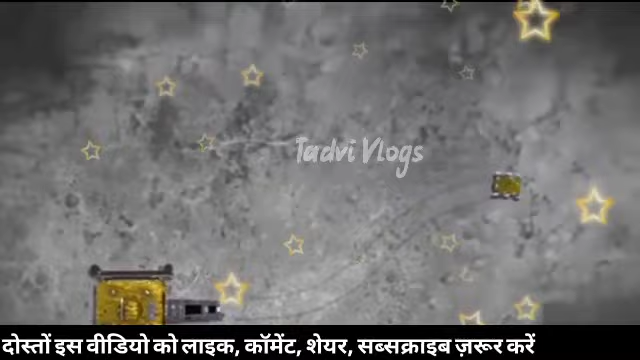 Tadvi Vlogs
दोस्तों इस वीडियो को लाइक, कॉमेंट, शेयर, सब्सक्राइब ज़रूर करें